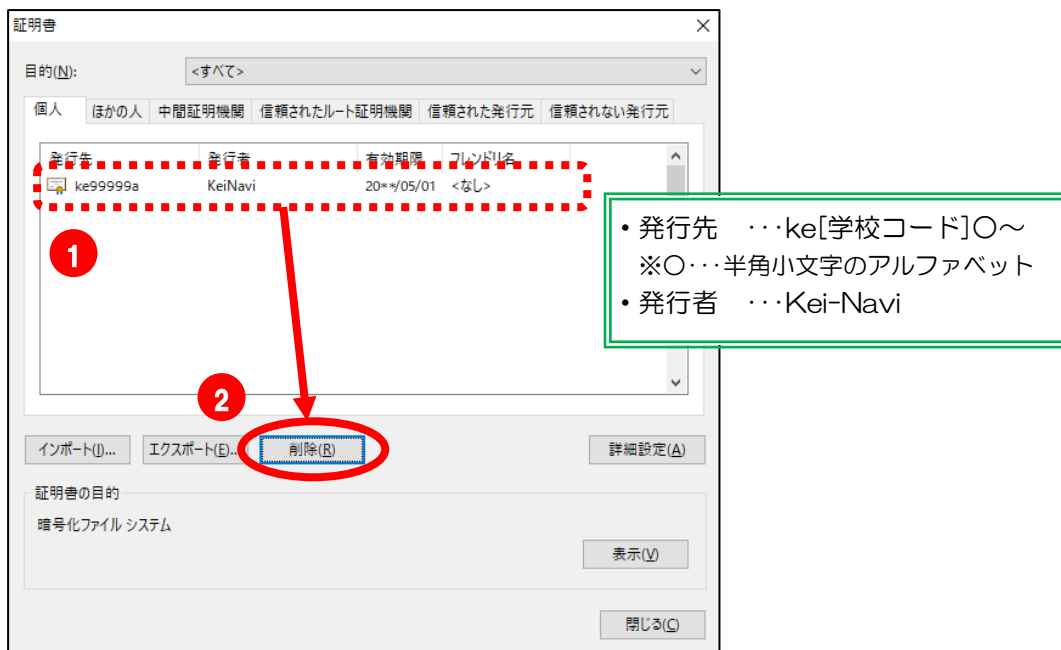 証明書
目的(N): <すべて>
個人 ほかの人 中間証明機関 信頼されたルート証明機関 信頼された発行元 信頼されない発行元
発行先 発行者 有効期限 フレンドリ名
ke99999a KeiNavi 20**/05/01 <なし>
1
・発行先 ･･･ke[学校コード]〇～
※〇･･･半角小文字のアルファベット
・発行者 ･･･Kei-Navi
2
インポート(I)... エクスポート(E)... 削除(R) 詳細設定(A)
証明書の目的
暗号化ファイル システム
表示(V)
閉じる(C)